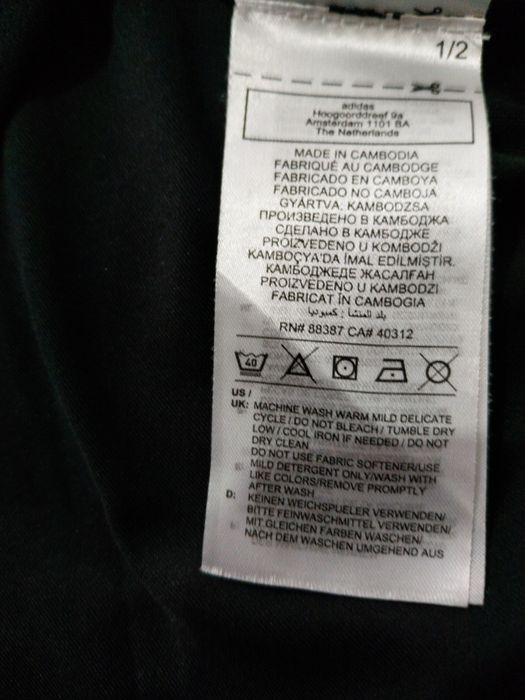 1/2
adidas
Hoogoorddreef 9a
Amsterdam 1101 BA
The Netherlands
MADE IN CAMBODIA
FABRIQUÉ AU CAMBODGE
FABRICADO EN CAMBOYA
FABRICADO NO CAMBOJA
GYÁRTVA: KAMBODZSA
ПРОИЗВЕДЕНО В КАМБОДЖА
СДЕЛАНО В КАМБОДЖЕ
PROIZVEDENO U KOMBODŽI
KAMBOÇYA'DA İMAL EDİLMİŞTİR.
КАМБОДЖЕДЕ ЖАСАЛҒАН
PROIZVEDENO U KAMBODZI
FABRICAT ÎN CAMBOGIA
بلد المنشأ: كمبوديا
RN# 88387 CA# 40312
40
US /
UK: MACHINE WASH WARM MILD DELICATE
CYCLE / DO NOT BLEACH / TUMBLE DRY
LOW / COOL IRON IF NEEDED / DO NOT
DRY CLEAN
DO NOT USE FABRIC SOFTENER/USE
MILD DETERGENT ONLY/WASH WITH
LIKE COLORS/REMOVE PROMPTLY
AFTER WASH
D: KEINEN WEICHSPUELER VERWENDEN/
BITTE FEINWASCHMITTEL VERWENDEN/
MIT GLEICHEN FARBEN WASCHEN/
NACH DEM WASCHEN UMGEHEND AUS